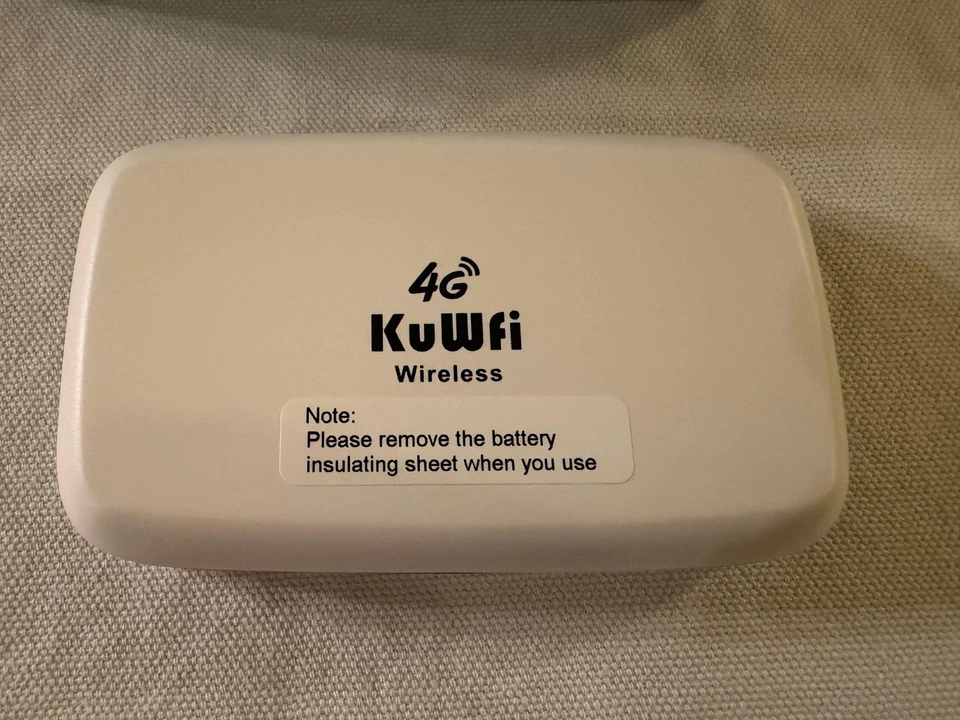 4G
KuWfi
Wireless
Note:
Please remove the battery
insulating sheet when you use